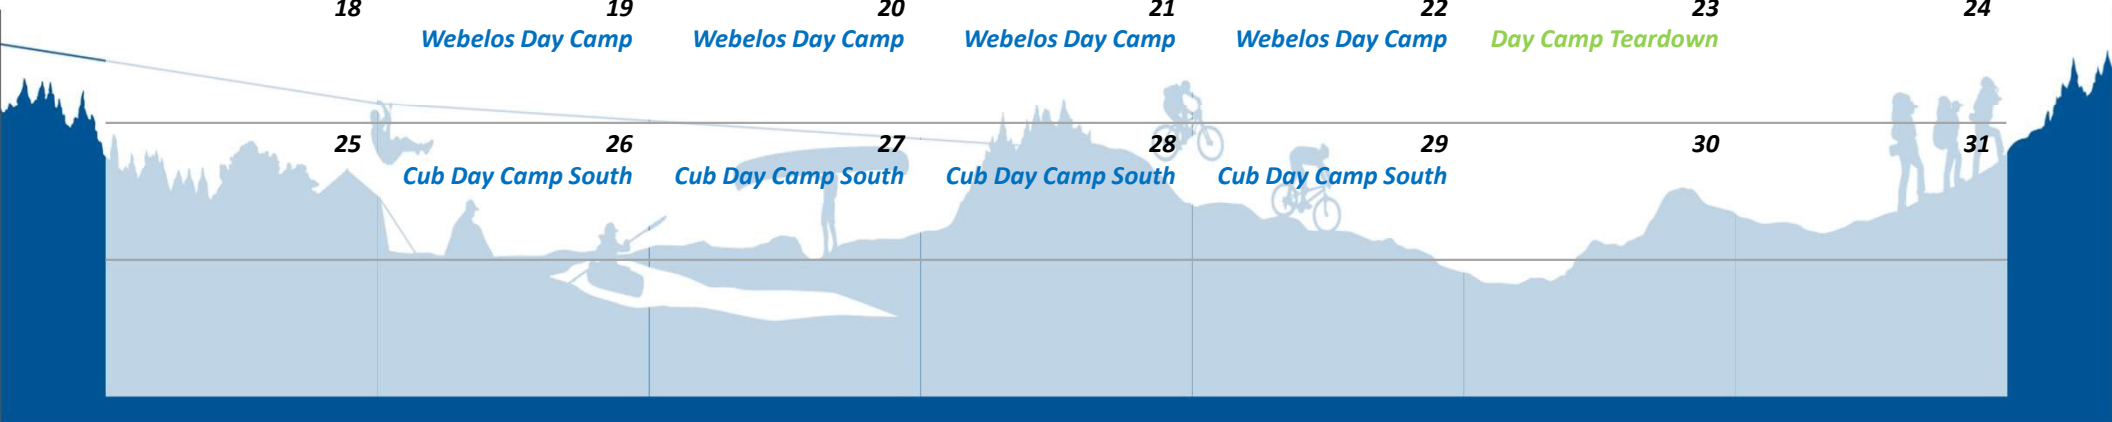 18 19 20 21 22 23 24
Webelos Day Camp Webelos Day Camp Webelos Day Camp Webelos Day Camp Day Camp Teardown
25 26 27 28 29 30 31
Cub Day Camp South Cub Day Camp South Cub Day Camp South Cub Day Camp South